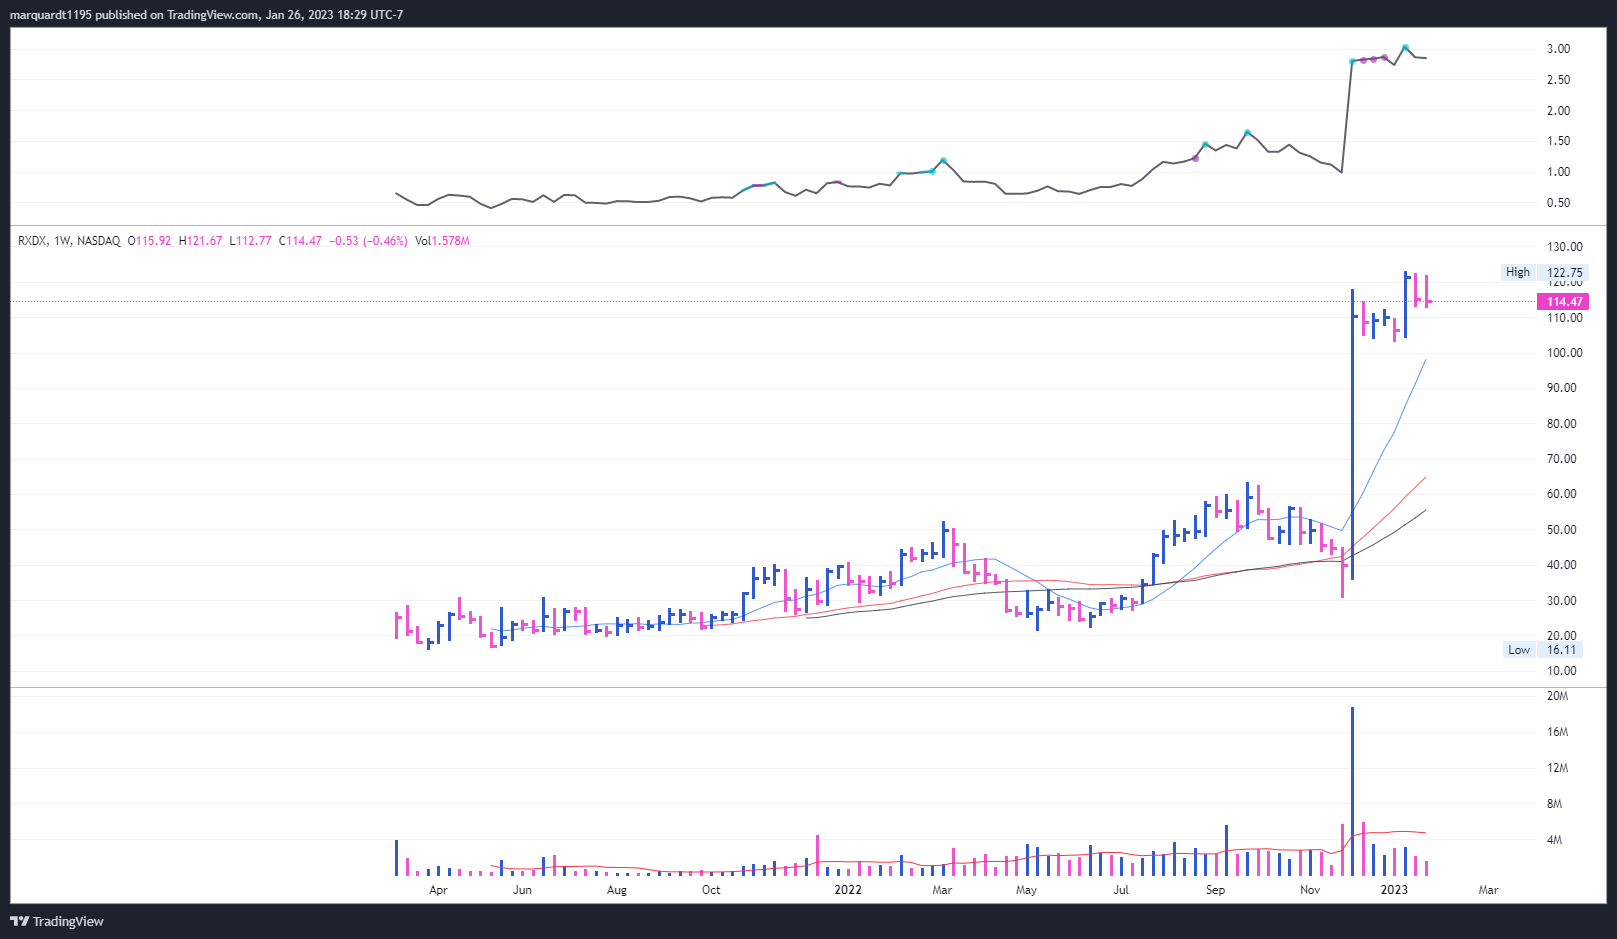 marquardt1195 published on TradingView.com, Jan 26, 2023 18:29 UTC-7
3.00
2.50
2.00
1.50
1.00
0.50
RXDX, 1W, NASDAQ O115.92 H121.67 L112.77 C114.47 −0.53 (−0.46%) Vol1.578M
130.00
High 122.75
120.00
114.47
110.00
100.00
90.00
80.00
70.00
60.00
50.00
40.00
30.00
20.00
Low 16.11
10.00
20M
16M
12M
8M
4M
Apr Jun Aug Oct 2022 Mar May Jul Sep Nov 2023 Mar
TradingView